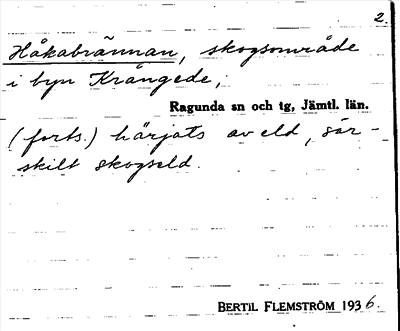 2.
Håkabrännan, skogsområde
i byn Krångede,
Ragunda sn och tg, Jämtl. län.
(forts.) härjats av eld, sär-
skilt skogseld.
BERTIL FLEMSTRÖM 1936.